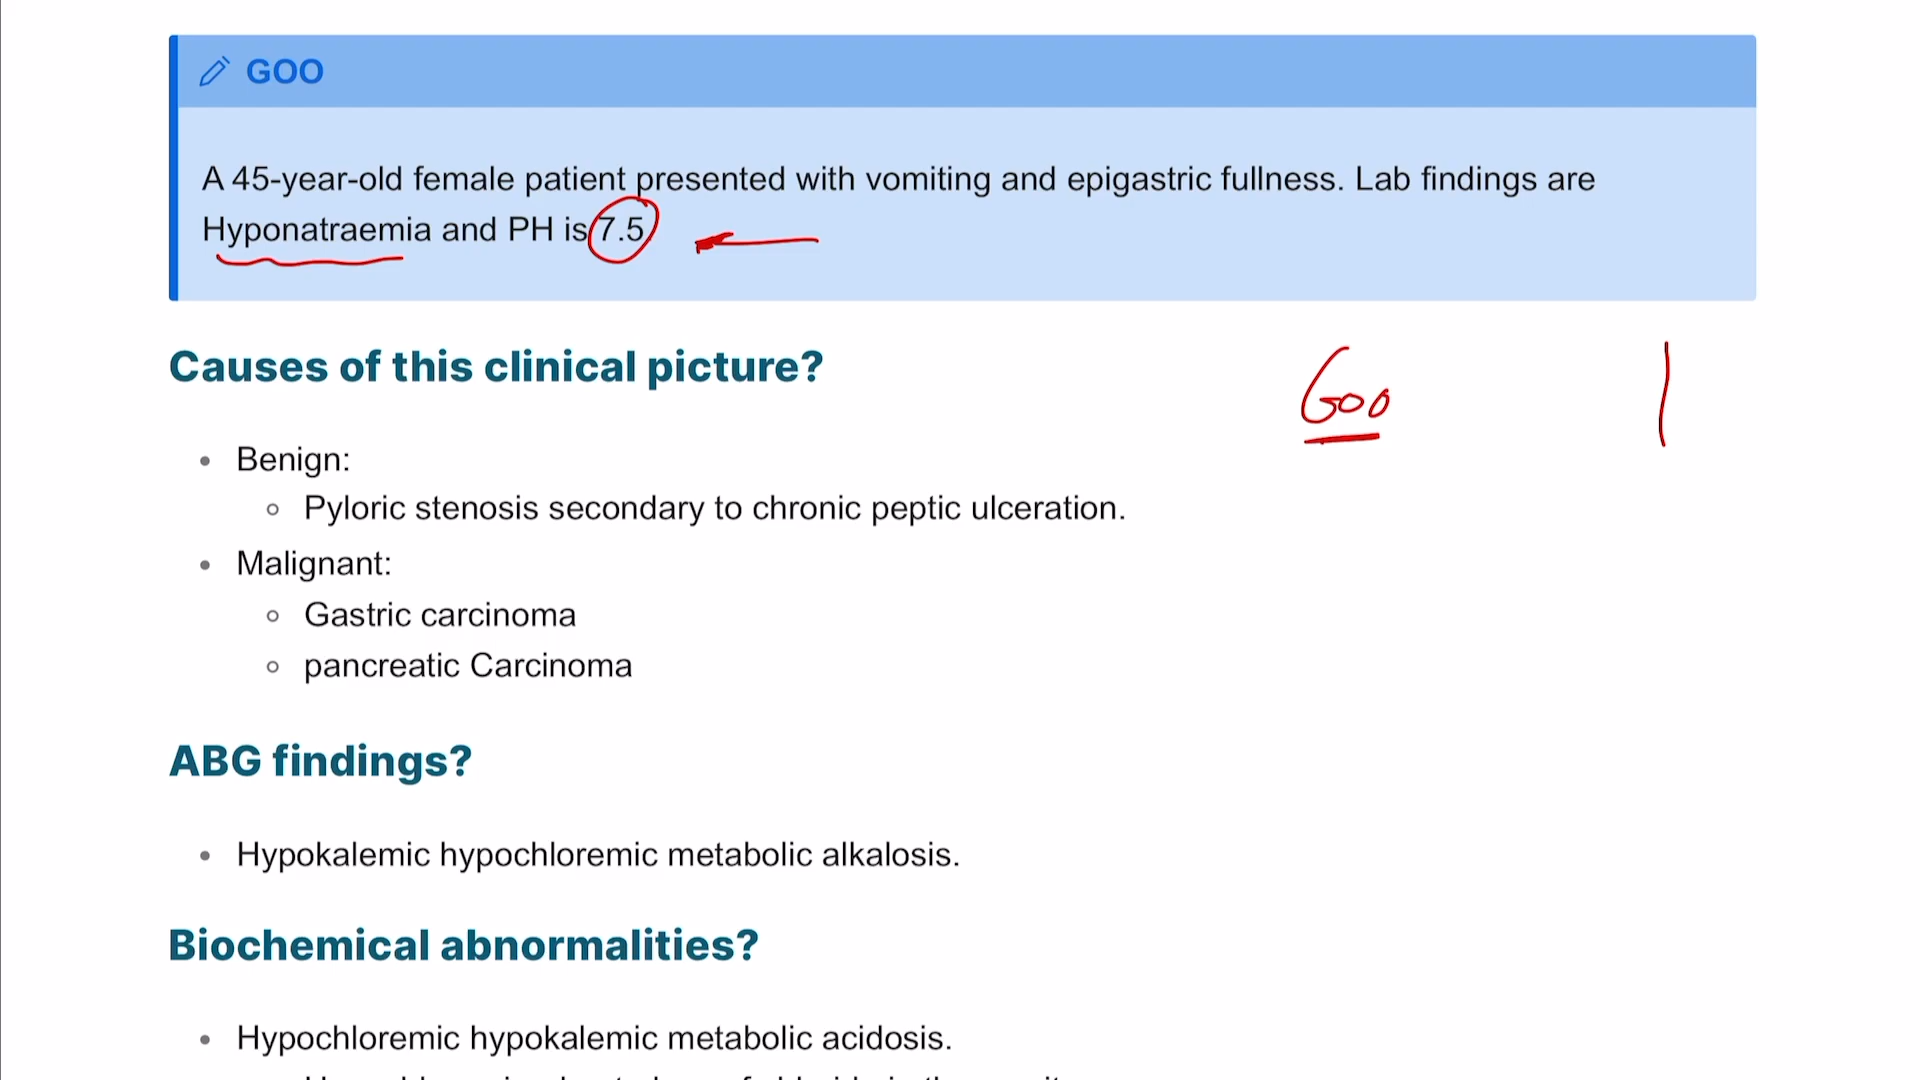 GOO
A 45-year-old female patient presented with vomiting and epigastric fullness. Lab findings are
Hyponatraemia and PH is 7.5
Causes of this clinical picture?
GOO
Benign:
Pyloric stenosis secondary to chronic peptic ulceration.
Malignant:
Gastric carcinoma
pancreatic Carcinoma
ABG findings?
Hypokalemic hypochloremic metabolic alkalosis.
Biochemical abnormalities?
Hypochloremic hypokalemic metabolic acidosis.